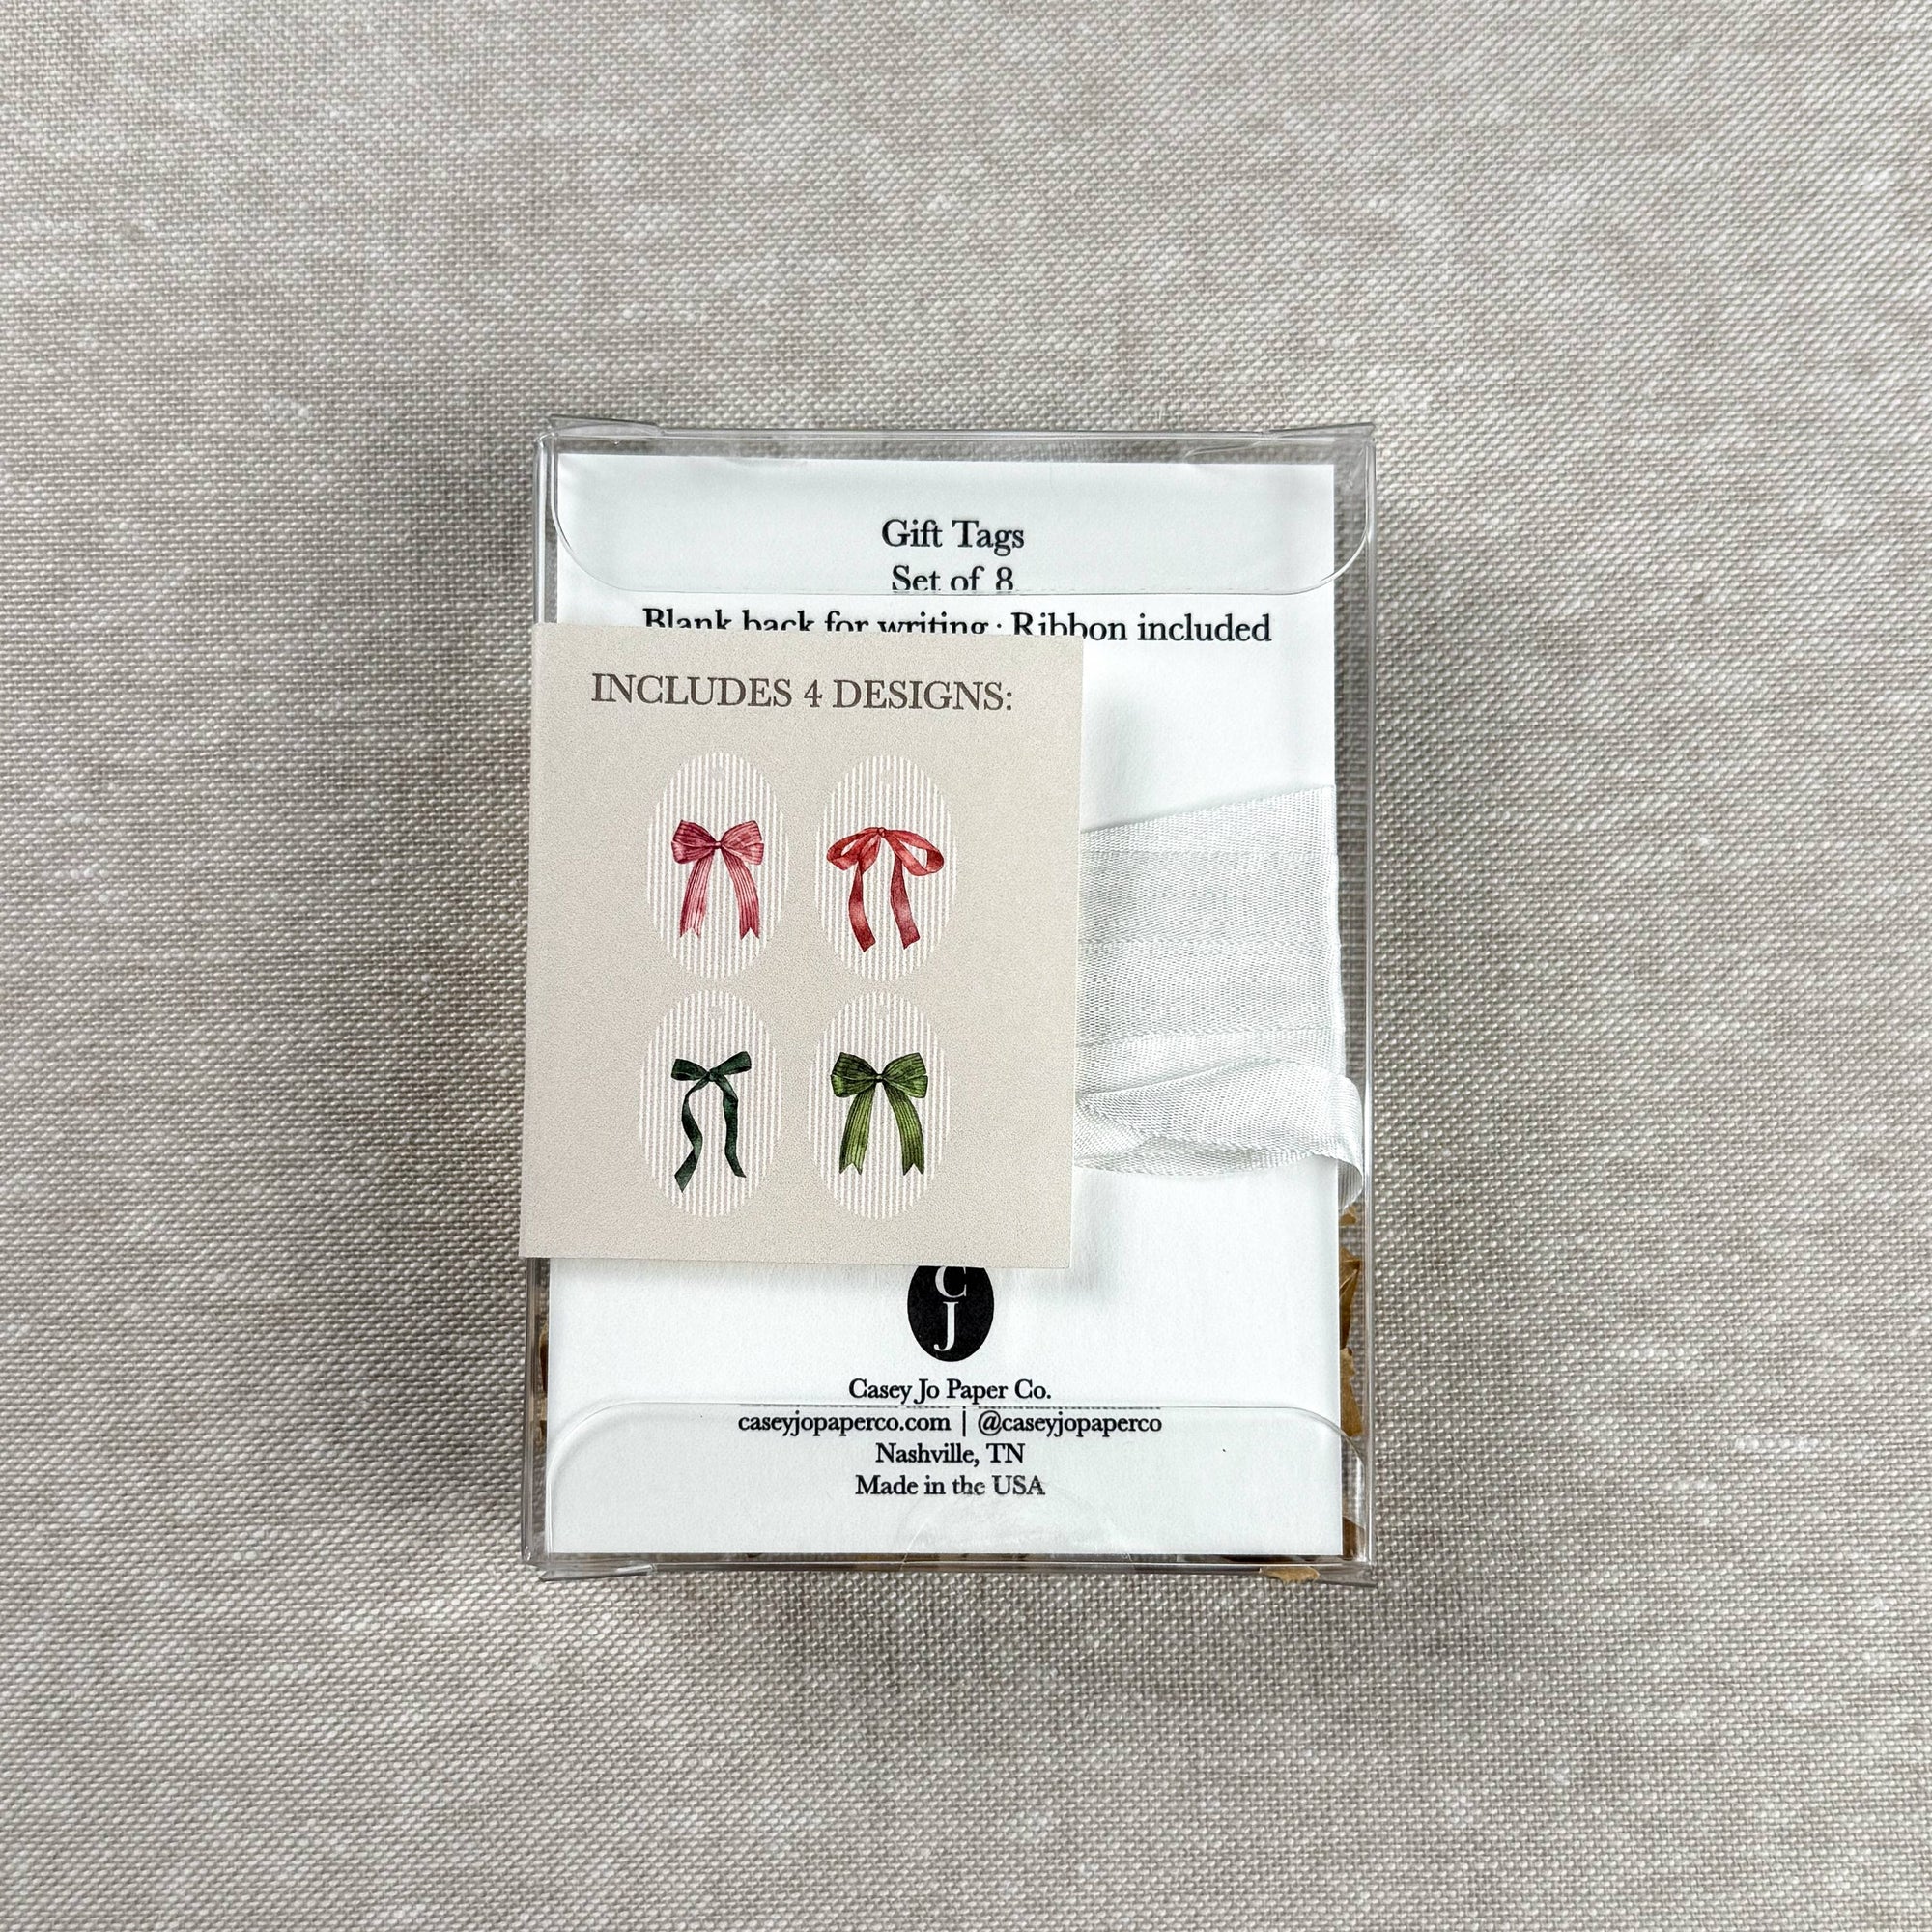 Gift Tags
Set of 8
Blank back for writing · Ribbon included
INCLUDES 4 DESIGNS:
C
J
Casey Jo Paper Co.
caseyjopaperco.com | @caseyjopaperco
Nashville, TN
Made in the USA